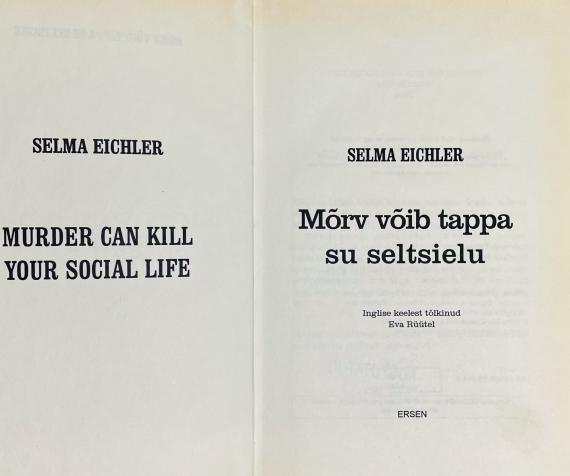 SELMA EICHLER
MURDER CAN KILL
YOUR SOCIAL LIFE
SELMA EICHLER
Mõrv võib tappa
su seltsielu
Inglise keelest tõlkinud
Eva Rüütel
ERSEN